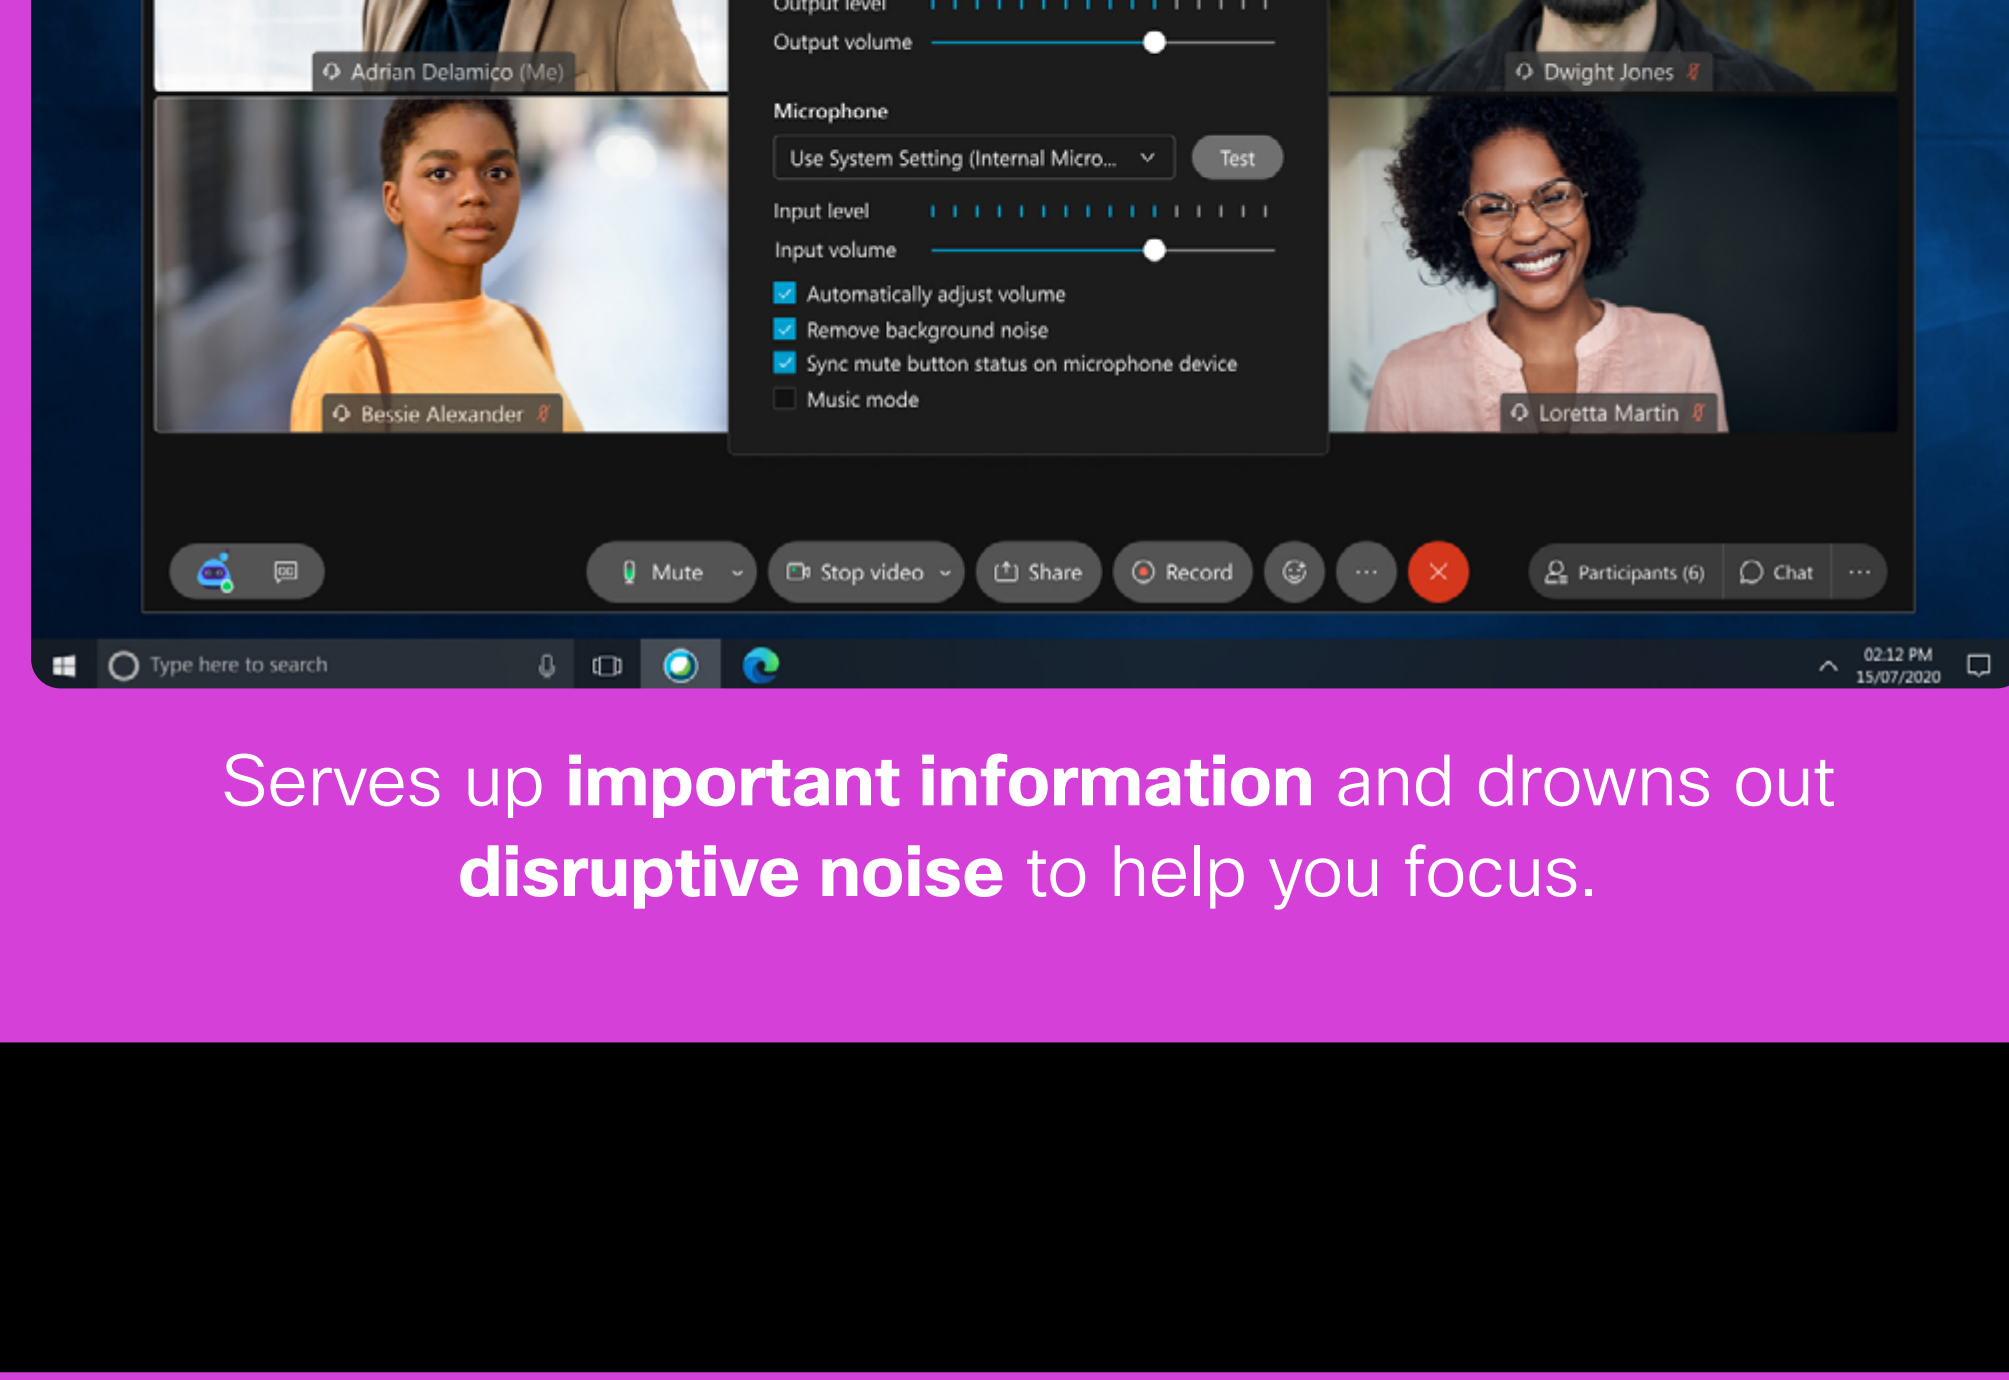 Output level
Output volume
Adrian Delamico (Me)
Dwight Jones
Microphone
Use System Setting (Internal Micro...
Test
Input level
Input volume
Automatically adjust volume
Remove background noise
Sync mute button status on microphone device
Music mode
Bessie Alexander
Loretta Martin
Mute
Stop video
Share
Record
Participants (6)
Chat
Type here to search
02:12 PM
15/07/2020
Serves up important information and drowns out
disruptive noise to help you focus.